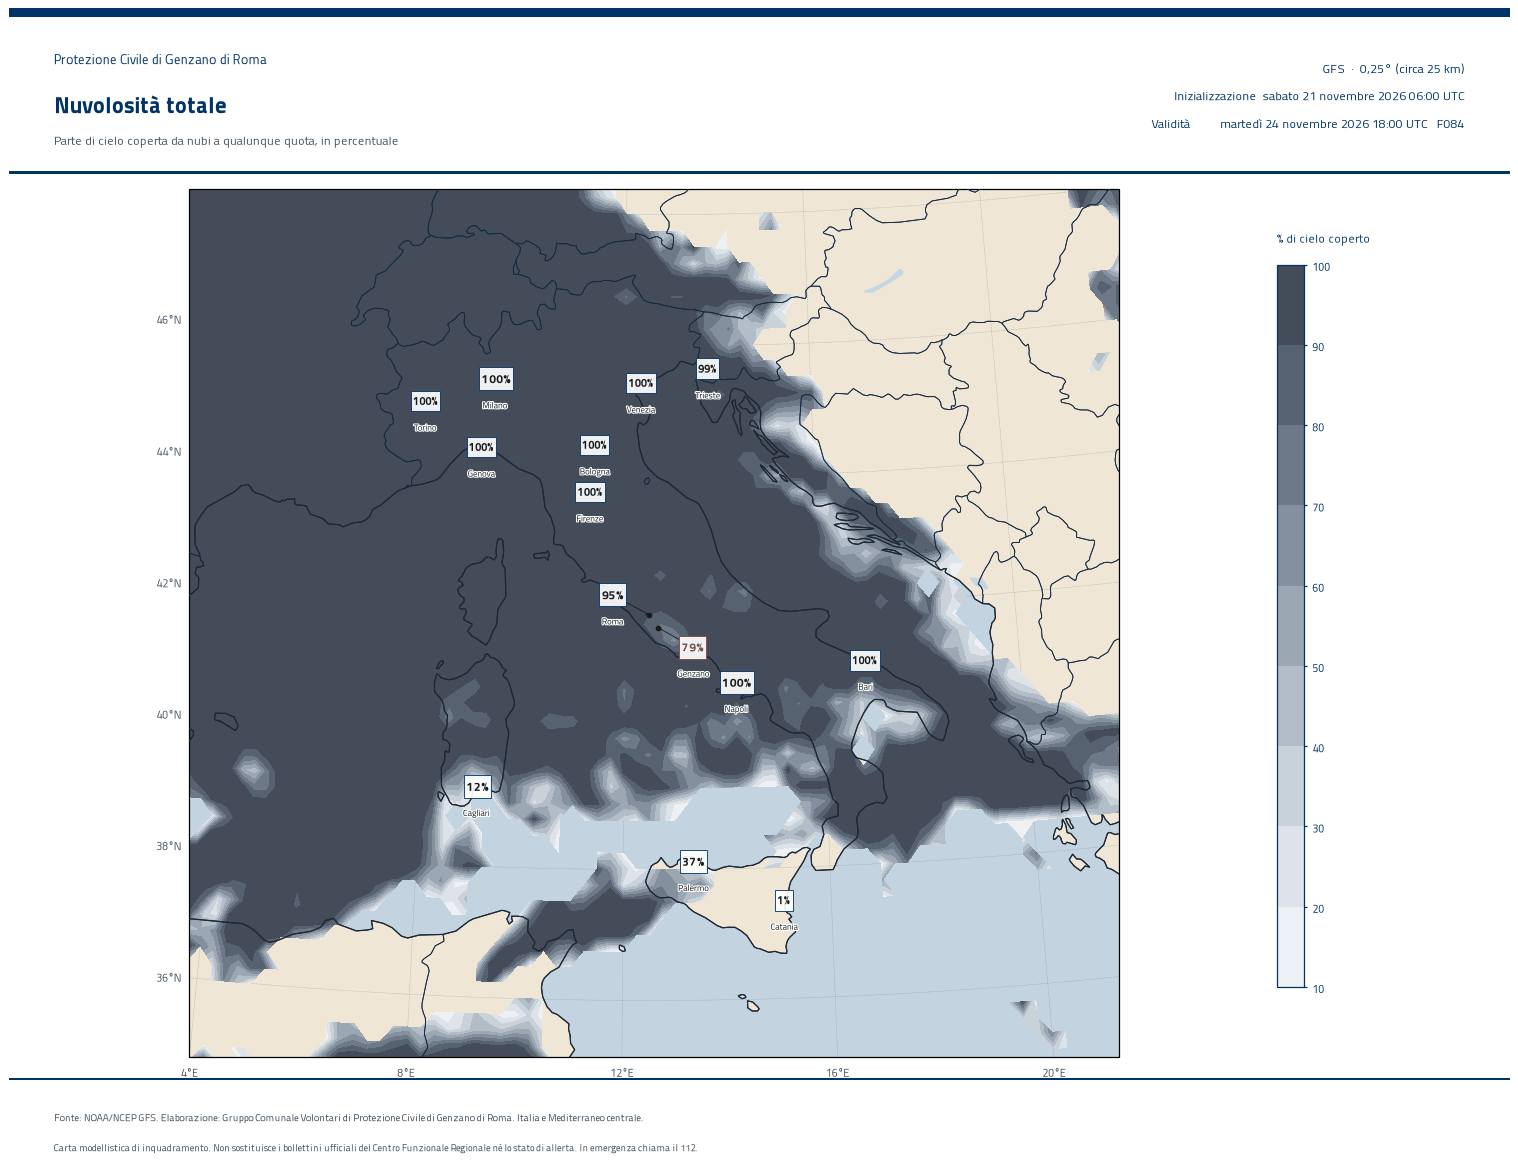 Protezione Civile di Genzano di Roma
Nuvolosità totale
Parte di cielo coperta da nubi a qualunque quota, in percentuale
GFS · 0,25° (circa 25 km)
Inizializzazione sabato 21 novembre 2026 06:00 UTC
Validità martedì 24 novembre 2026 18:00 UTC F084
% di cielo coperto
100
90
80
70
60
50
40
30
20
10
46°N
44°N
42°N
40°N
38°N
36°N
4°E
8°E
12°E
16°E
20°E
100%
Torino
100%
Milano
100%
Venezia
99%
Trieste
100%
Genova
100%
Bologna
100%
Firenze
95%
Roma
79%
Genzano
100%
Napoli
100%
Bari
12%
Cagliari
37%
Palermo
1%
Catania
Fonte: NOAA/NCEP GFS. Elaborazione: Gruppo Comunale Volontari di Protezione Civile di Genzano di Roma. Italia e Mediterraneo centrale.
Carta modellistica di inquadramento. Non sostituisce i bollettini ufficiali del Centro Funzionale Regionale né lo stato di allerta. In emergenza chiama il 112.